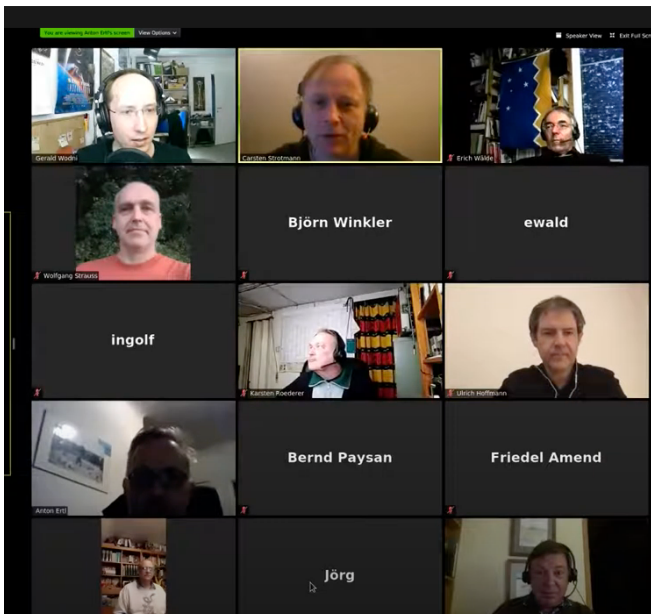 You are viewing Anton Ertl's screen
View Options
Speaker View
Exit Full Scr
Gerald Wodni
Carsten Strotmann
Erich Wälde
Wolfgang Strauss
Björn Winkler
ewald
ingolf
Karsten Roederer
Ulrich Hoffmann
Anton Ertl
Bernd Paysan
Friedel Amend
Jörg